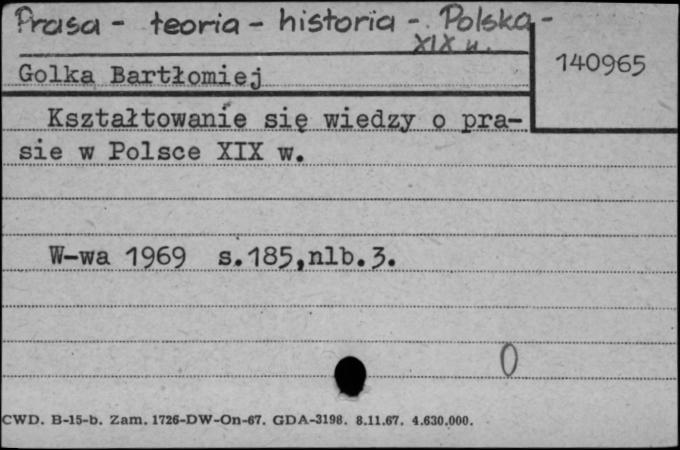 Prasa - teoria - historia - Polska -
XIX w.
140965
Golka Bartłomiej
Kształtowanie się wiedzy o pra-
sie w Polsce XIX w.
W-wa 1969 s.185,nlb.3.
0
CWD. B-15-b. Zam. 1726-DW-On-67. GDA-3198. 8.11.67. 4.630.000.